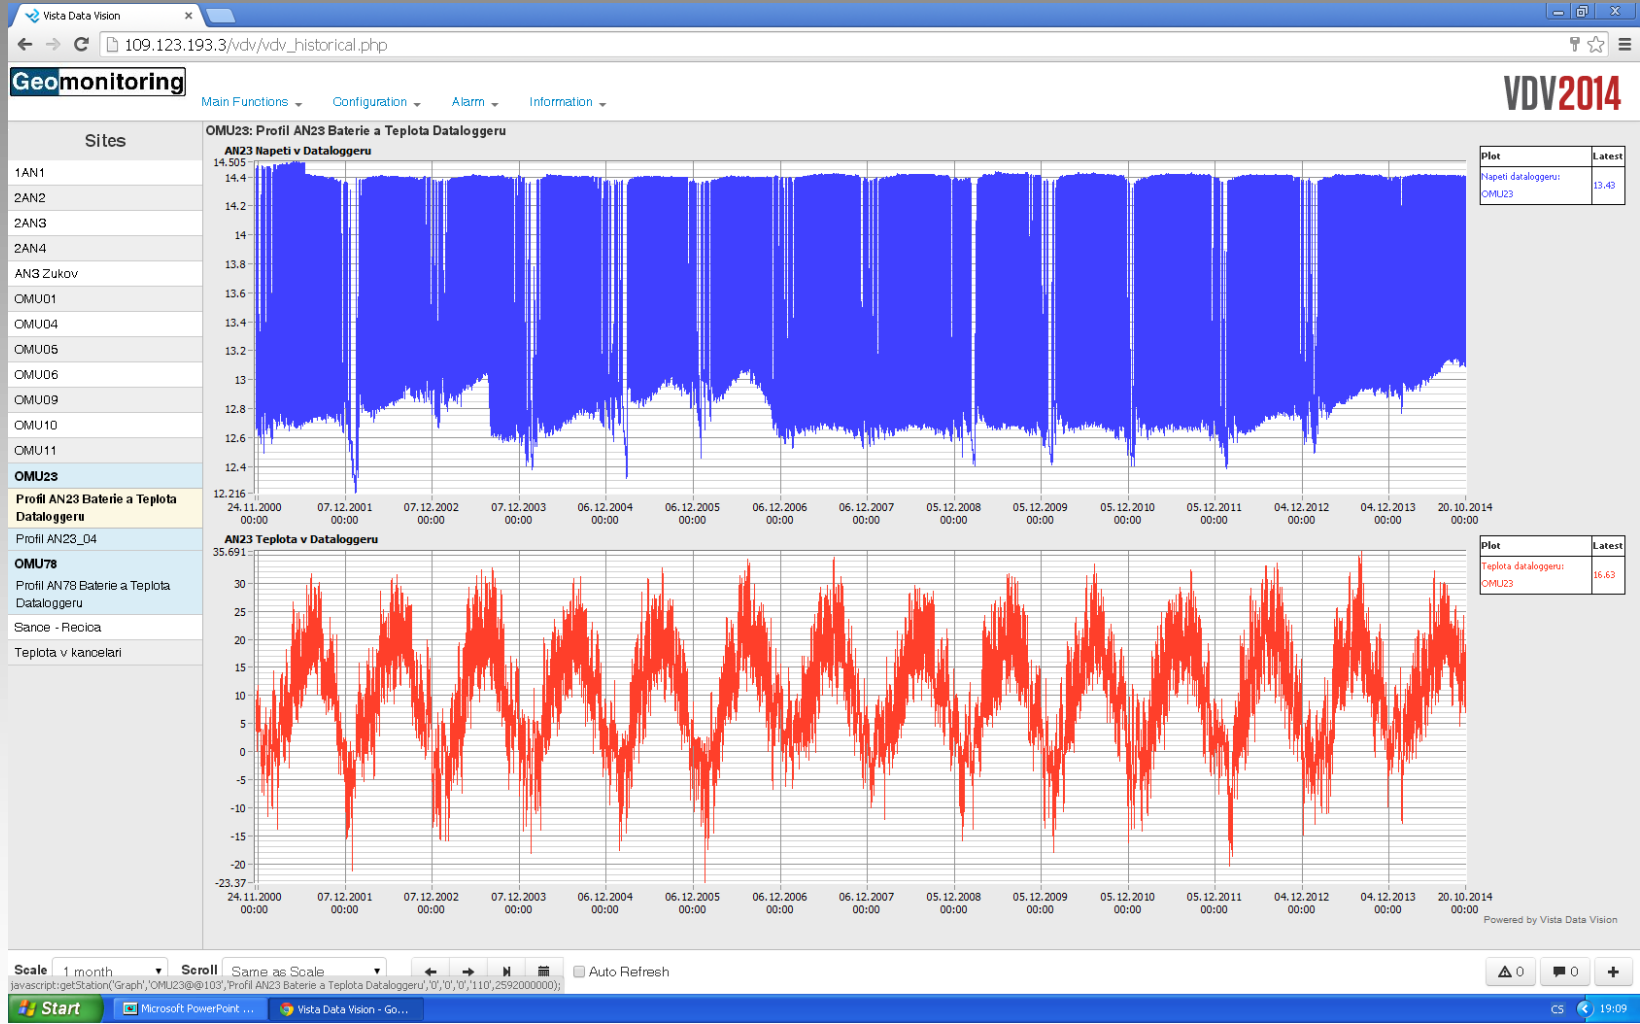 Vista Data Vision
109.123.193.3/vdv/vdv_historical.php
Geomonitoring
Main Functions Configuration Alarm Information
VDV2014
Sites
1AN1
2AN2
2AN3
2AN4
AN3 Zukov
OMU01
OMU04
OMU05
OMU06
OMU09
OMU10
OMU11
OMU23
Profil AN23 Baterie a Teplota
Dataloggeru
Profil AN23_04
OMU78
Profil AN78 Baterie a Teplota
Dataloggeru
Sance - Recica
Teplota v kancelari
OMU23: Profil AN23 Baterie a Teplota Dataloggeru
AN23 Napeti v Dataloggeru
14.505
14.4
14.2
14
13.8
13.6
13.4
13.2
13
12.8
12.6
12.4
12.216
24.11.2000 07.12.2001 07.12.2002 07.12.2003 06.12.2004 06.12.2005 06.12.2006 06.12.2007 05.12.2008 05.12.2009 05.12.2010 05.12.2011 04.12.2012 04.12.2013 20.10.2014
00:00 00:00 00:00 00:00 00:00 00:00 00:00 00:00 00:00 00:00 00:00 00:00 00:00 00:00 00:00
Plot Latest
Napeti dataloggeru:
OMU23
13.43
AN23 Teplota v Dataloggeru
35.691
30
25
20
15
10
5
0
-5
-10
-15
-20
-23.37
24.11.2000 07.12.2001 07.12.2002 07.12.2003 06.12.2004 06.12.2005 06.12.2006 06.12.2007 05.12.2008 05.12.2009 05.12.2010 05.12.2011 04.12.2012 04.12.2013 20.10.2014
00:00 00:00 00:00 00:00 00:00 00:00 00:00 00:00 00:00 00:00 00:00 00:00 00:00 00:00 00:00
Plot Latest
Teplota dataloggeru:
OMU23
16.63
Powered by Vista Data Vision
Scale 1 month Scroll Same as Scale Auto Refresh 0 0
javascript:getStation('Graph','OMU23@@103','Profil AN23 Baterie a Teplota Dataloggeru','0','0','0','110',2592000000);
Start Microsoft PowerPoint ... Vista Data Vision - Go... CS 19:09